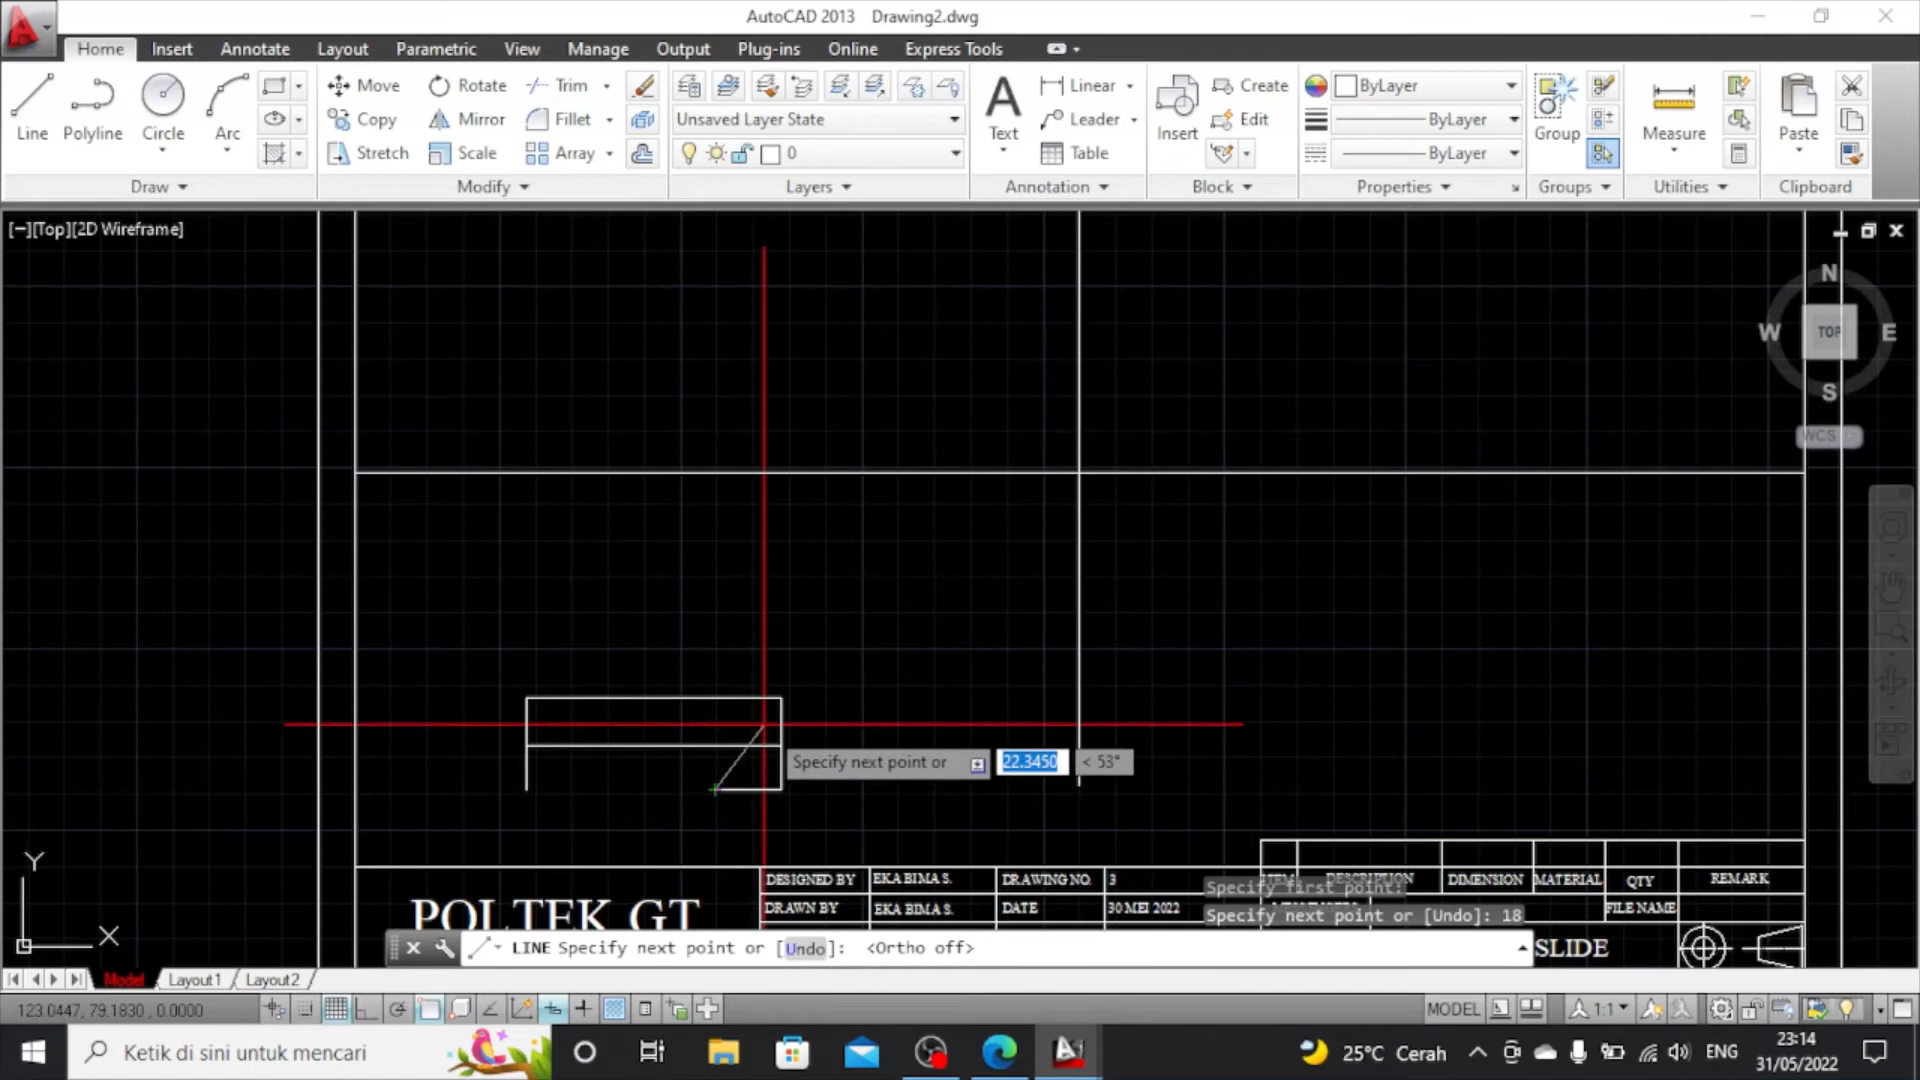 AutoCAD 2013 Drawing2.dwg
Home Insert Annotate Layout Parametric View Manage Output Plug-ins Online Express Tools
Line Polyline Circle Arc
Move Rotate Trim
Copy Mirror Fillet
Stretch Scale Array
Unsaved Layer State
0
Text
Linear
Leader
Table
Insert
Create
Edit
ByLayer
ByLayer
ByLayer
Group
Measure
Paste
Draw Modify Layers Annotation Block Properties Groups Utilities Clipboard
[−][Top][2D Wireframe]
N
W TOP E
S
WCS
Specify next point or 22.3450 < 53°
Y
X
POLTEK GT
DESIGNED BY EKA BIMA S. DRAWING NO. 3
DRAWN BY EKA BIMA S. DATE 30 MEI 2022
DESCRIPTION DIMENSION MATERIAL QTY REMARK
FILE NAME
SLIDE
Specify first point:
Specify next point or [Undo]: 18
LINE Specify next point or [Undo]: <Ortho off>
Model Layout1 Layout2
123.0447, 79.1830 , 0.0000
MODEL 1:1
Ketik di sini untuk mencari
25°C Cerah ENG
23:14
31/05/2022